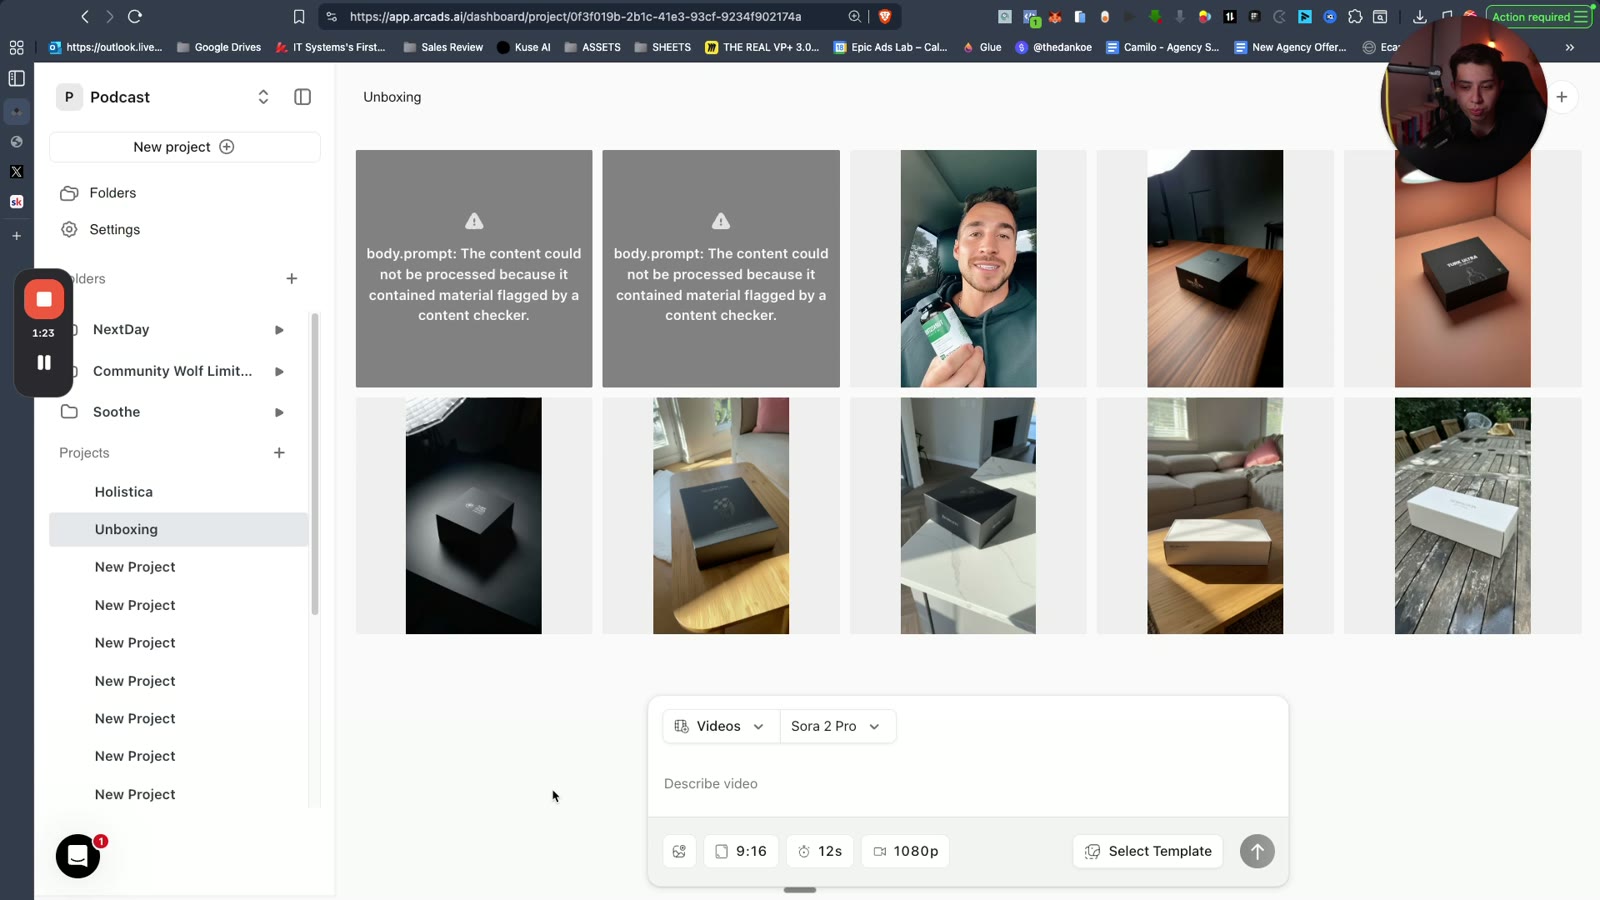 https://app.arcads.ai/dashboard/project/0f3f019b-2b1c-41e3-93cf-9234f902174a
Action required
https://outlook.live...
Google Drives
IT Systems's First...
Sales Review
Kuse AI
ASSETS
SHEETS
THE REAL VP+ 3.0...
Epic Ads Lab – Cal...
Glue
@thedankoe
Camilo - Agency S...
New Agency Offer...
Eca
P
Podcast
Unboxing
New project
Folders
Settings
olders
NextDay
Community Wolf Limit...
Soothe
Projects
Holistica
Unboxing
New Project
New Project
New Project
New Project
New Project
New Project
New Project
1:23
1
sk
body.prompt: The content could
not be processed because it
contained material flagged by a
content checker.
body.prompt: The content could
not be processed because it
contained material flagged by a
content checker.
TUBE ULTRA
Videos
Sora 2 Pro
Describe video
9:16
12s
1080p
Select Template